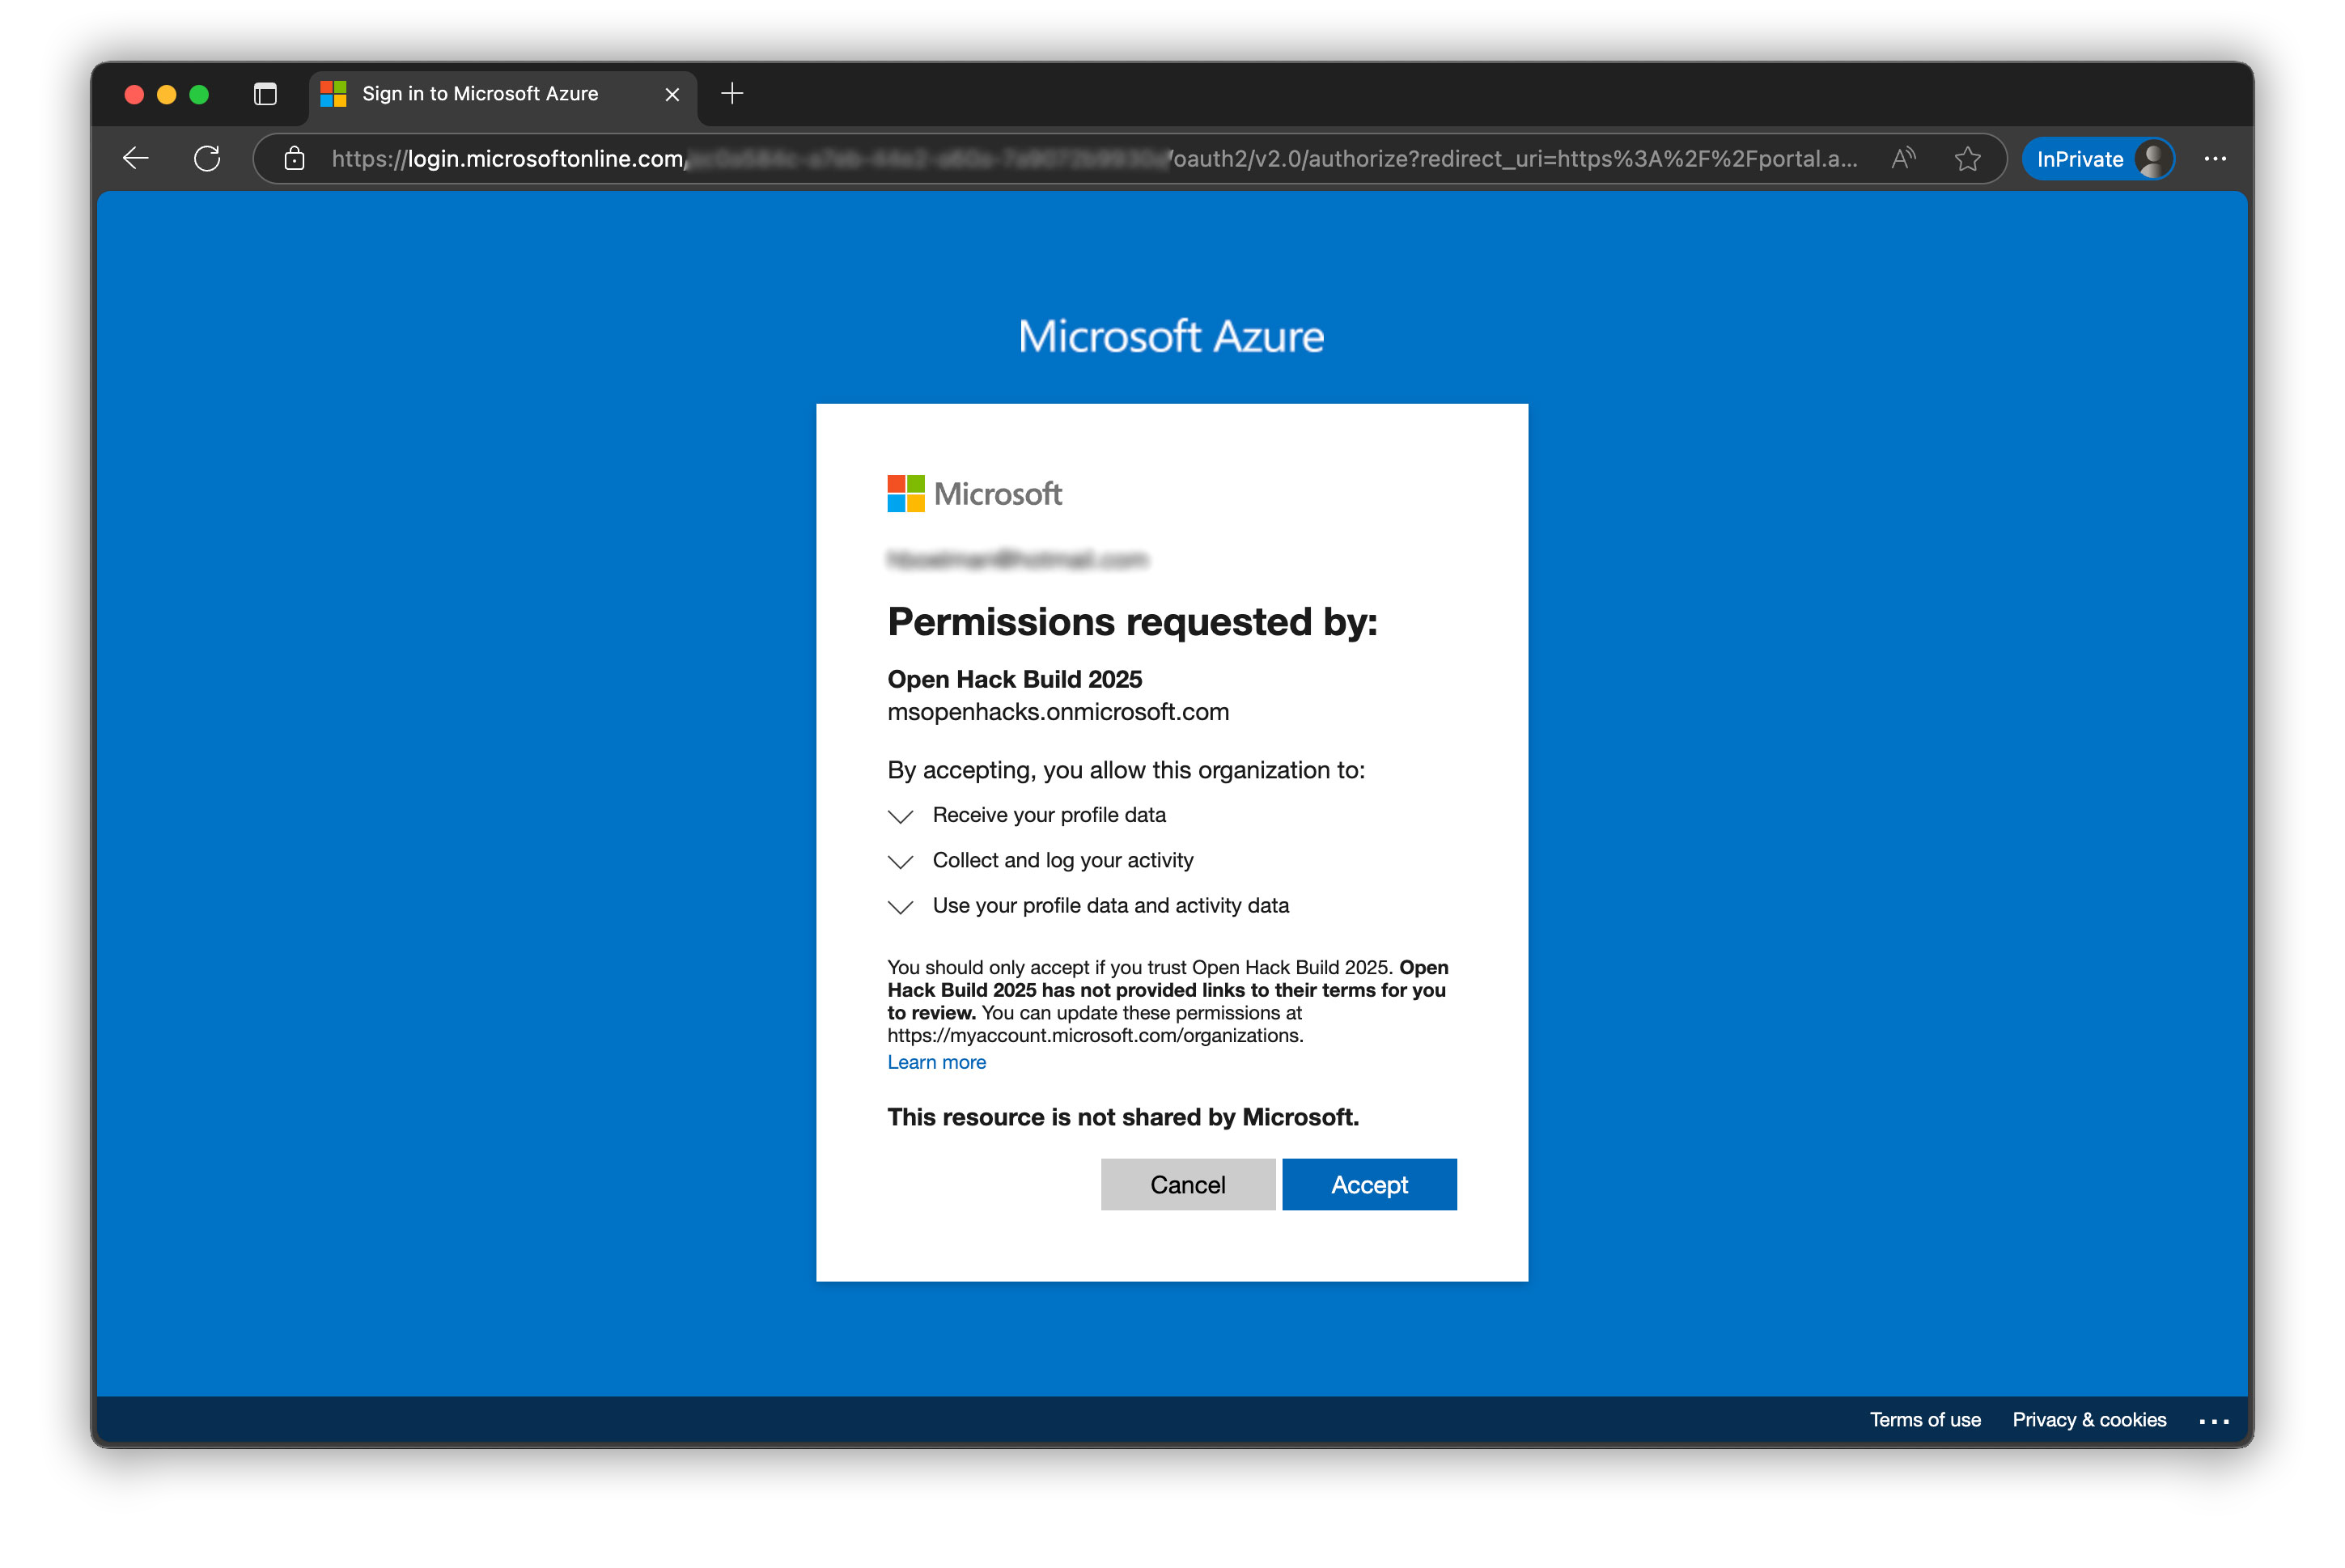 Sign in to Microsoft Azure
https://login.microsoftonline.com/ /oauth2/v2.0/authorize?redirect_uri=https%3A%2F%2Fportal.a...
InPrivate
Microsoft Azure
Microsoft
Permissions requested by:
Open Hack Build 2025
msopenhacks.onmicrosoft.com
By accepting, you allow this organization to:
Receive your profile data
Collect and log your activity
Use your profile data and activity data
You should only accept if you trust Open Hack Build 2025. Open
Hack Build 2025 has not provided links to their terms for you
to review. You can update these permissions at
https://myaccount.microsoft.com/organizations.
Learn more
This resource is not shared by Microsoft.
Cancel
Accept
Terms of use
Privacy & cookies